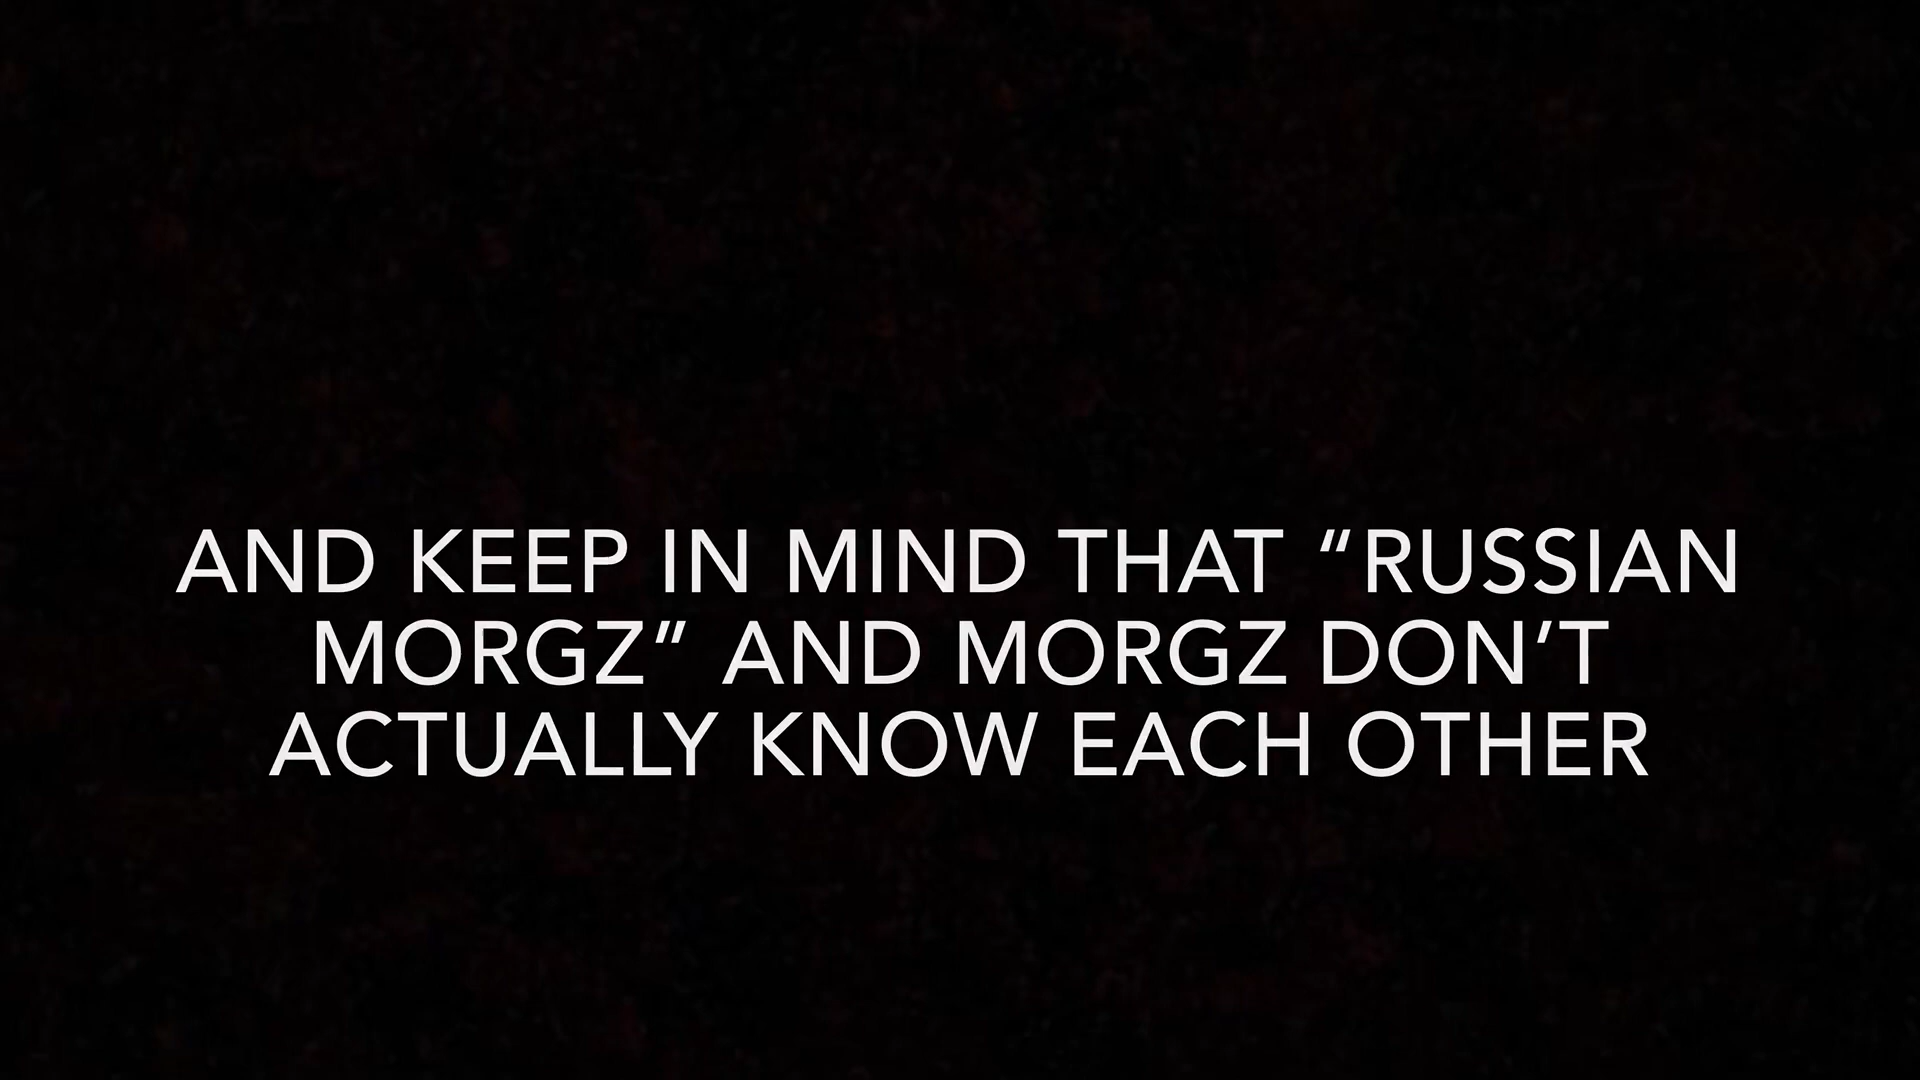 AND KEEP IN MIND THAT “RUSSIAN
MORGZ” AND MORGZ DON’T
ACTUALLY KNOW EACH OTHER